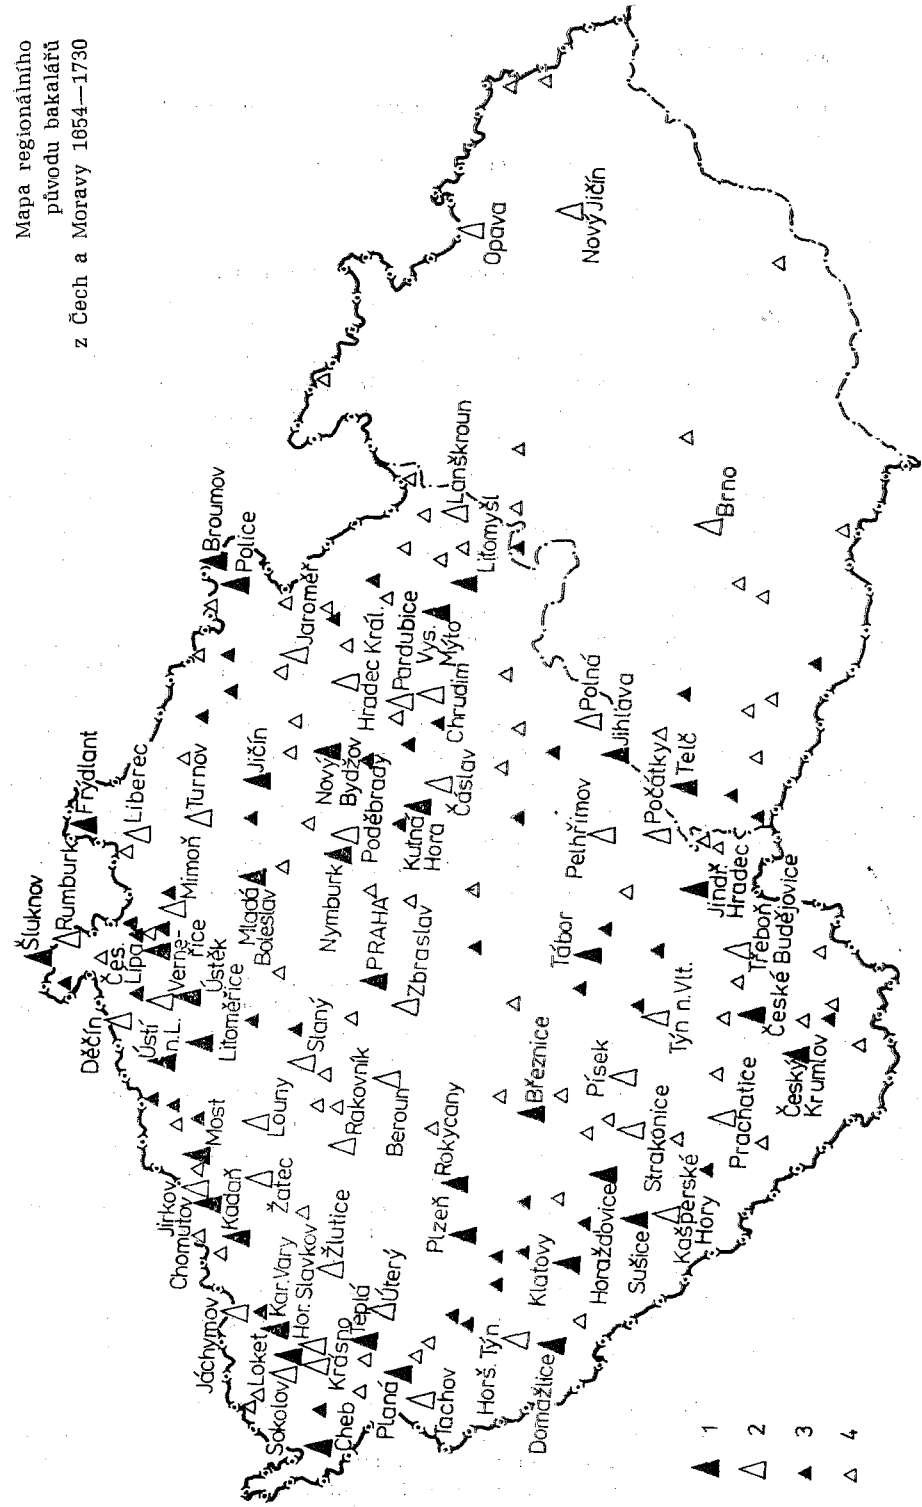 Mapa regionálního
původu bakalářů
z Čech a Moravy 1654—1730
Šluknov
Rumburk
Frýdlant
Liberec
Děčín
Čes.
Lípa
Verne-
řice
Mimoň
Turnov
Broumov
Police
Ústí
n.L.
Ústěk
Litoměřice
Mladá
Boleslav
Jičín
Jaroměř
Jirkov
Chomutov
Most
Kadaň
Louny
Slaný
Nymburk
Nový
Bydžov
Hradec Král.
Jáchymov
Žatec
Rakovník
PRAHA
Poděbrady
Pardubice
Vys.
Mýto
Litomyšl
Lanškroun
Opava
Nový Jičín
Loket
Kar. Vary
Hor. Slavkov
Žlutice
Beroun
Zbraslav
Kutná
Hora
Čáslav
Chrudim
Sokolov
Cheb
Krásno
Teplá
Úterý
Planá
Tachov
Plzeň
Rokycany
Březnice
Tábor
Pelhřimov
Polná
Jihlava
Horš. Týn
Domažlice
Klatovy
Horažďovice
Písek
Týn n. Vlt.
Počátky
Telč
Brno
Sušice
Strakonice
Kašperské
Hory
Prachatice
Český
Krumlov
České Budějovice
Třeboň
Jindř.
Hradec
1
2
3
4